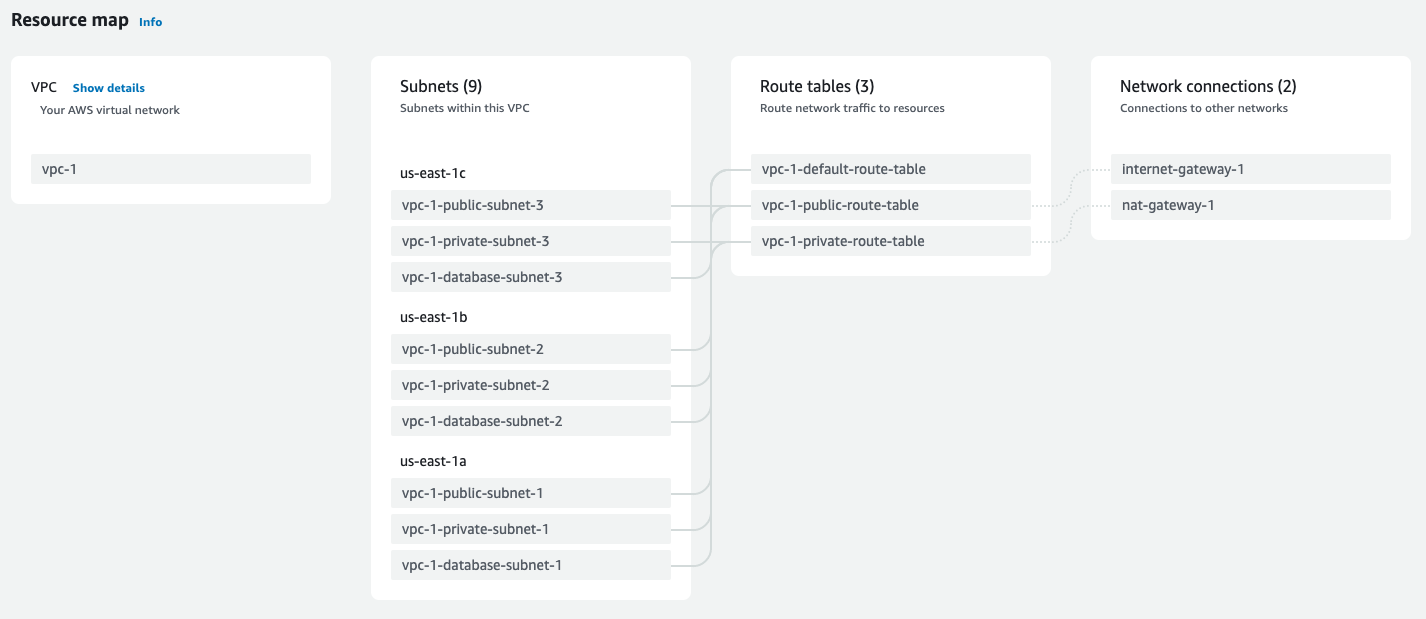 Resource map Info
VPC Show details
Your AWS virtual network
vpc-1
Subnets (9)
Subnets within this VPC
us-east-1c
vpc-1-public-subnet-3
vpc-1-private-subnet-3
vpc-1-database-subnet-3
us-east-1b
vpc-1-public-subnet-2
vpc-1-private-subnet-2
vpc-1-database-subnet-2
us-east-1a
vpc-1-public-subnet-1
vpc-1-private-subnet-1
vpc-1-database-subnet-1
Route tables (3)
Route network traffic to resources
vpc-1-default-route-table
vpc-1-public-route-table
vpc-1-private-route-table
Network connections (2)
Connections to other networks
internet-gateway-1
nat-gateway-1